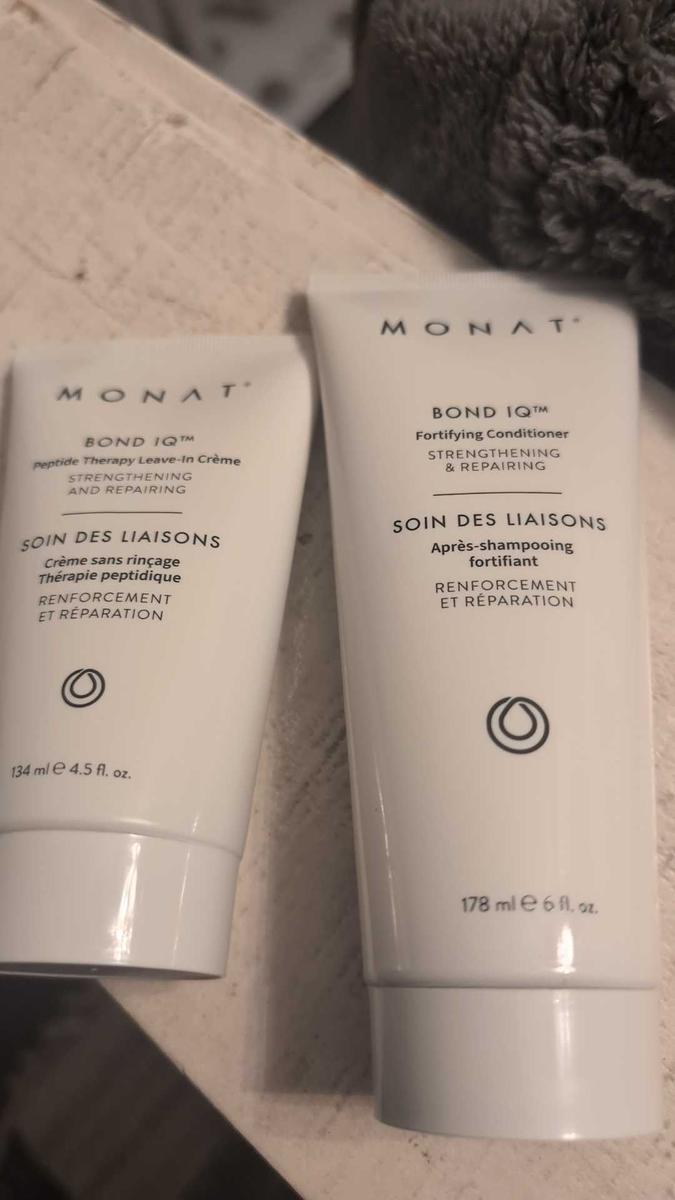 MONAT®
BOND IQ™
Peptide Therapy Leave-In Crème
STRENGTHENING
AND REPAIRING
SOIN DES LIAISONS
Crème sans rinçage
Thérapie peptidique
RENFORCEMENT
ET RÉPARATION
134 ml ℮ 4.5 fl. oz.
MONAT®
BOND IQ™
Fortifying Conditioner
STRENGTHENING
& REPAIRING
SOIN DES LIAISONS
Après-shampooing
fortifiant
RENFORCEMENT
ET RÉPARATION
178 ml ℮ 6 fl. oz.